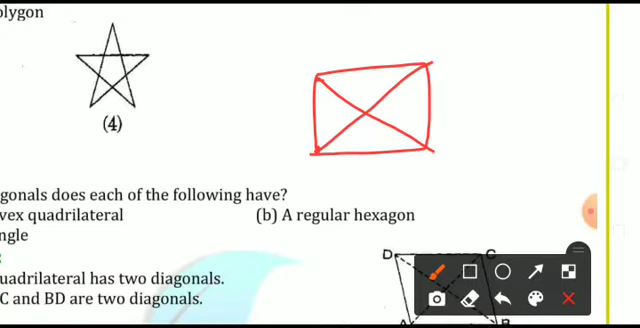 olygon
(4)
gonals does each of the following have?
vex quadrilateral (b) A regular hexagon
ngle
uadrilateral has two diagonals.
D C
C and BD are two diagonals.